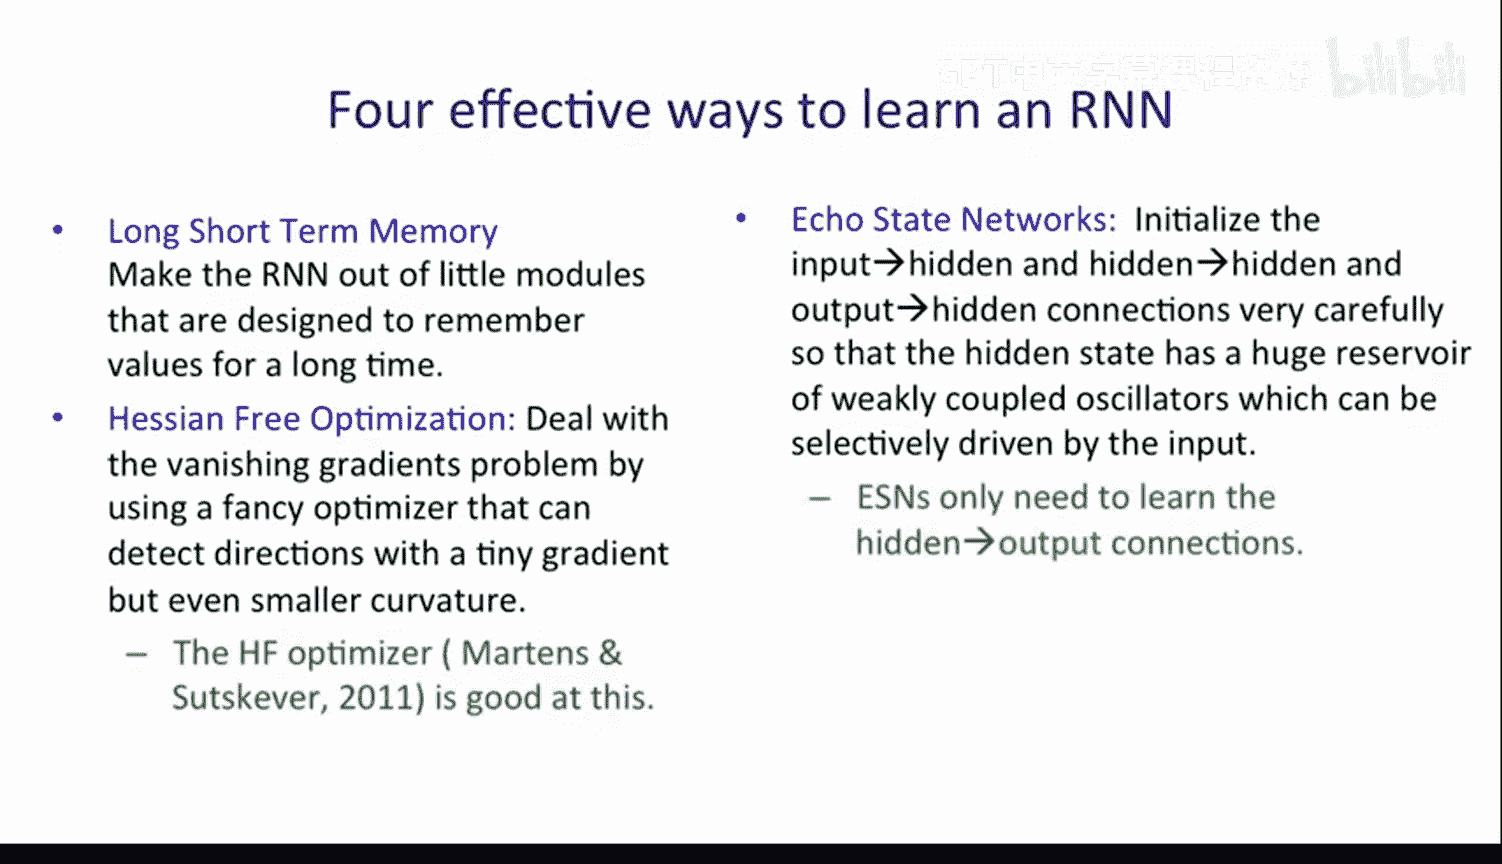 Four effective ways to learn an RNN
• Long Short Term Memory
Make the RNN out of little modules
that are designed to remember
values for a long time.
• Hessian Free Optimization: Deal with
the vanishing gradients problem by
using a fancy optimizer that can
detect directions with a tiny gradient
but even smaller curvature.
– The HF optimizer ( Martens &
Sutskever, 2011) is good at this.
• Echo State Networks: Initialize the
input→hidden and hidden→hidden and
output→hidden connections very carefully
so that the hidden state has a huge reservoir
of weakly coupled oscillators which can be
selectively driven by the input.
– ESNs only need to learn the
hidden→output connections.
bilibili